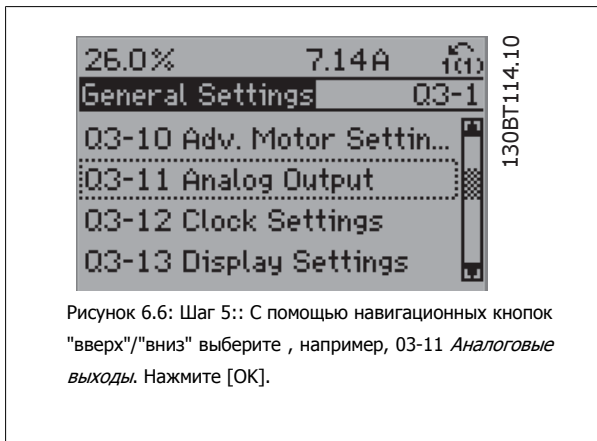 26.0% 7.14A 1(1)
General Settings Q3-1
Q3-10 Adv. Motor Settin...
Q3-11 Analog Output
Q3-12 Clock Settings
Q3-13 Display Settings
130BT114.10
Рисунок 6.6: Шаг 5:: С помощью навигационных кнопок
"вверх"/"вниз" выберите , например, 03-11 Аналоговые
выходы. Нажмите [OK].